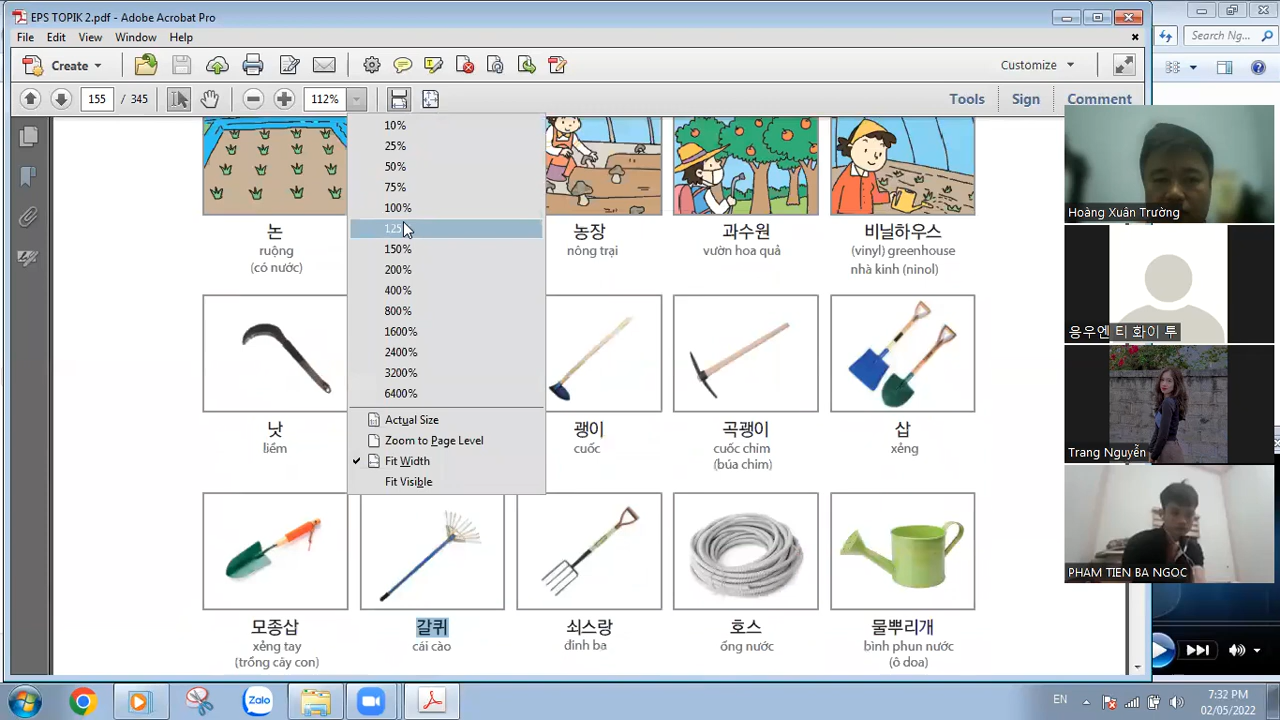 EPS TOPIK 2.pdf - Adobe Acrobat Pro
Search Ng...
File Edit View Window Help
Create
Customize
155 / 345
112%
Tools Sign Comment
10%
25%
50%
75%
100%
125%
150%
200%
400%
800%
1600%
2400%
3200%
6400%
Actual Size
Zoom to Page Level
Fit Width
Fit Visible
논
ruộng
(có nước)
농장
nông trại
과수원
vườn hoa quả
비닐하우스
(vinyl) greenhouse
nhà kính (ninol)
낫
liềm
괭이
cuốc
곡괭이
cuốc chim
(búa chim)
삽
xẻng
모종삽
xẻng tay
(trồng cây con)
갈퀴
cái cào
쇠스랑
đinh ba
호스
ống nước
물뿌리개
bình phun nước
(ô doa)
Hoàng Xuân Trường
응우엔 티 화이 투
Trang Nguyễn
PHAM TIEN BA NGOC
Zalo
EN
7:32 PM
02/05/2022